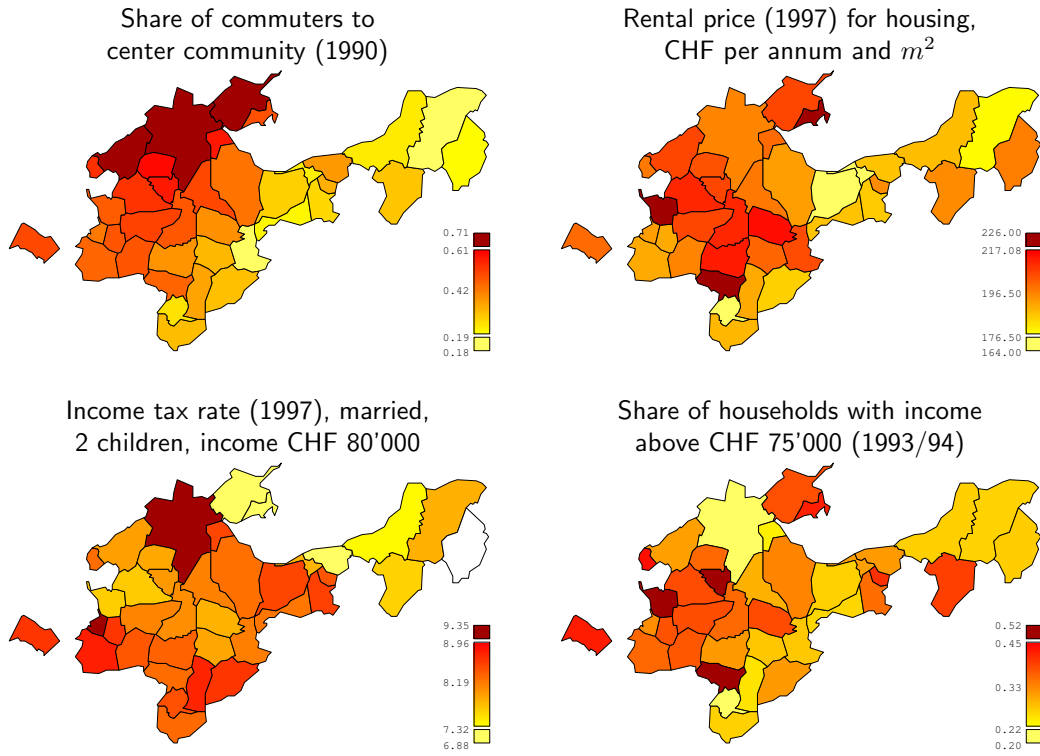 Share of commuters to
center community (1990)
0.71
0.61
0.42
0.19
0.18
Rental price (1997) for housing,
CHF per annum and m²
226.00
217.08
196.50
176.50
164.00
Income tax rate (1997), married,
2 children, income CHF 80'000
9.35
8.96
8.19
7.32
6.88
Share of households with income
above CHF 75'000 (1993/94)
0.52
0.45
0.33
0.22
0.20